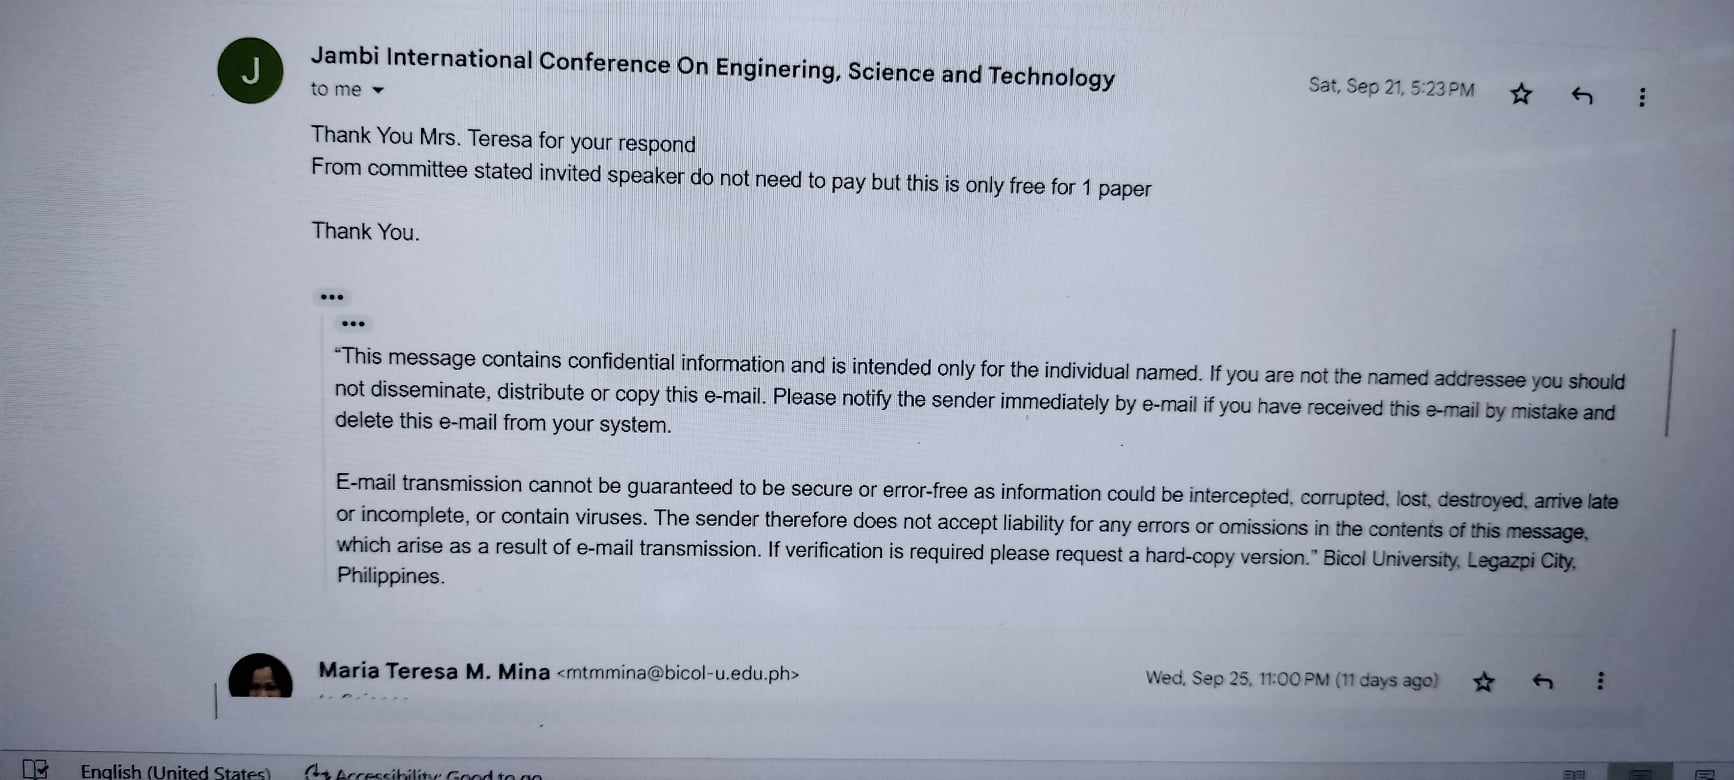 J
Jambi International Conference On Enginering, Science and Technology
Sat, Sep 21, 5:23 PM
to me
Thank You Mrs. Teresa for your respond
From committee stated invited speaker do not need to pay but this is only free for 1 paper
Thank You.
“This message contains confidential information and is intended only for the individual named. If you are not the named addressee you should
not disseminate, distribute or copy this e-mail. Please notify the sender immediately by e-mail if you have received this e-mail by mistake and
delete this e-mail from your system.
E-mail transmission cannot be guaranteed to be secure or error-free as information could be intercepted, corrupted, lost, destroyed, arrive late
or incomplete, or contain viruses. The sender therefore does not accept liability for any errors or omissions in the contents of this message,
which arise as a result of e-mail transmission. If verification is required please request a hard-copy version.” Bicol University, Legazpi City,
Philippines.
Maria Teresa M. Mina <mtmmina@bicol-u.edu.ph>
Wed, Sep 25, 11:00 PM (11 days ago)
English (United States)
Accessibility: Good to go